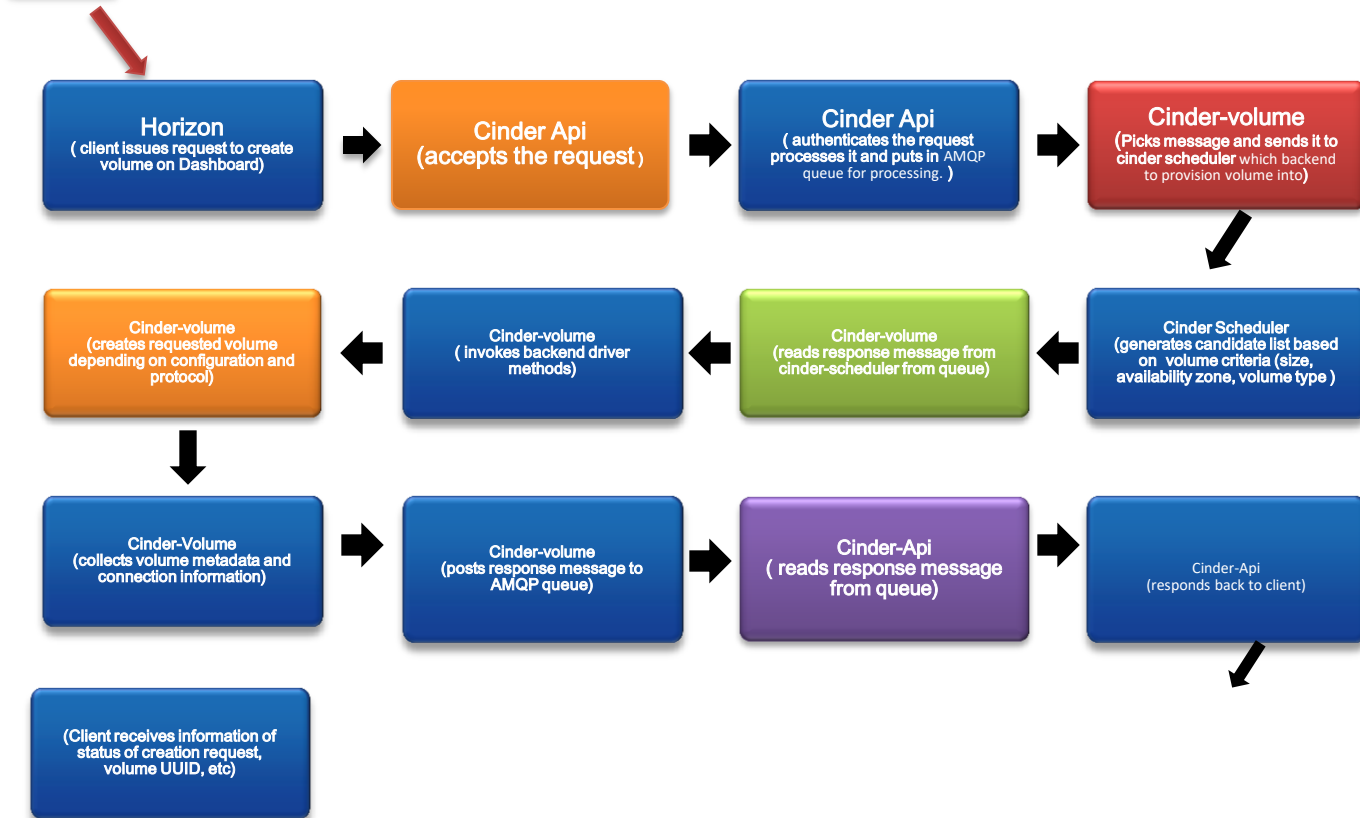 Horizon
( client issues request to create
volume on Dashboard)
Cinder Api
(accepts the request )
Cinder Api
( authenticates the request
processes it and puts in AMQP
queue for processing. )
Cinder-volume
(Picks message and sends it to
cinder scheduler which backend
to provision volume into)
Cinder-volume
(creates requested volume
depending on configuration and
protocol)
Cinder-volume
( invokes backend driver
methods)
Cinder-volume
(reads response message from
cinder-scheduler from queue)
Cinder Scheduler
(generates candidate list based
on volume criteria (size,
availability zone, volume type )
Cinder-Volume
(collects volume metadata and
connection information)
Cinder-volume
(posts response message to
AMQP queue)
Cinder-Api
( reads response message
from queue)
Cinder-Api
(responds back to client)
(Client receives information of
status of creation request,
volume UUID, etc)